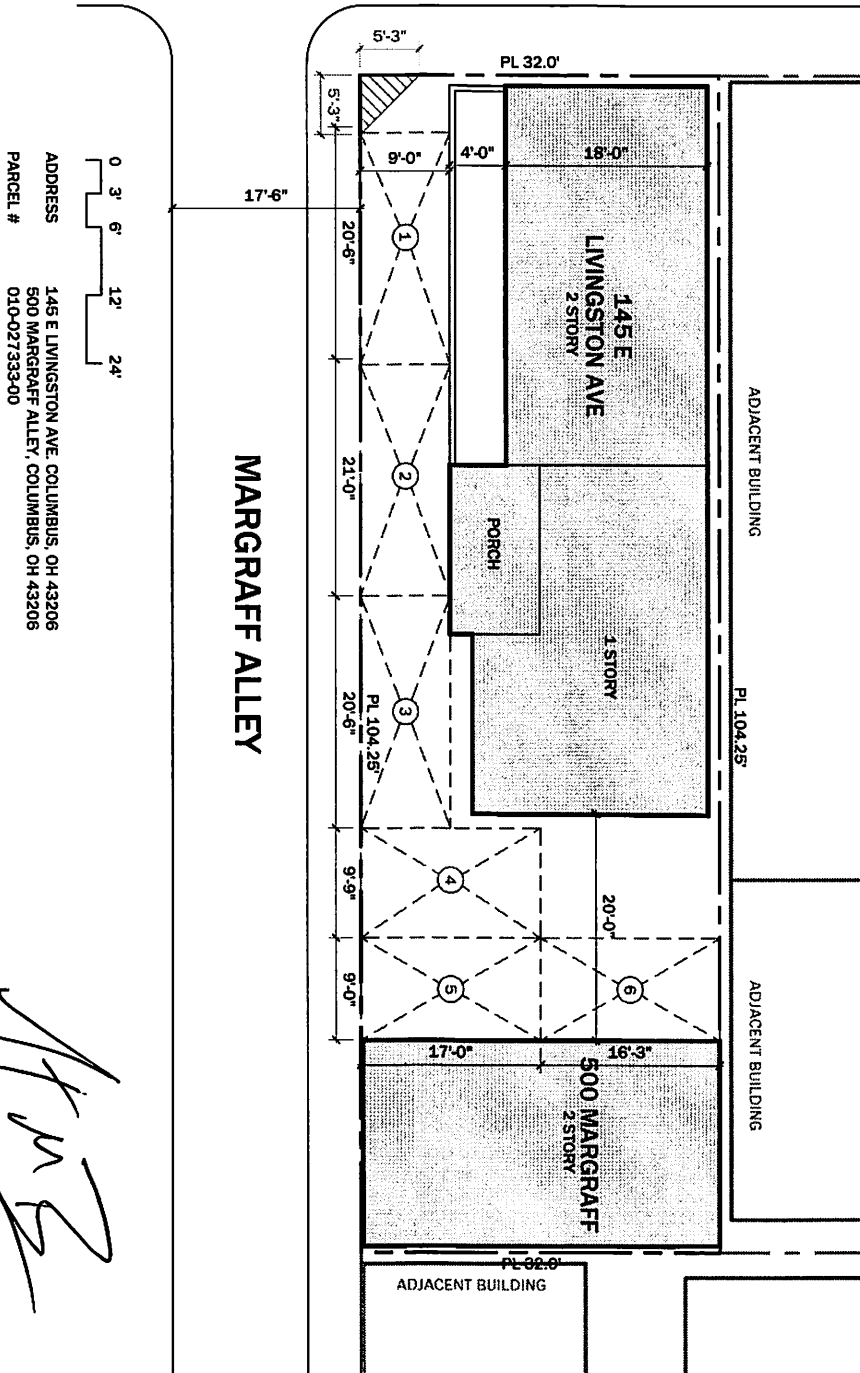 5'-3"
PL 32.0'
5'-3"
9'-0"
4'-0"
18'-0"
17'-6"
20'-6"
1
145 E
LIVINGSTON AVE
2 STORY
ADJACENT BUILDING
21'-0"
2
PORCH
1 STORY
MARGRAFF ALLEY
20'-6"
3
PL 104.25'
PL 104.25'
9'-9"
4
20'-0"
9'-0"
5
6
ADJACENT BUILDING
17'-0"
16'-3"
500 MARGRAFF
2 STORY
PL 32.0'
ADJACENT BUILDING
0 3' 6' 12' 24'
ADDRESS 145 E LIVINGSTON AVE. COLUMBUS, OH 43206
500 MARGRAFF ALLEY, COLUMBUS, OH 43206
PARCEL # 010-027333-00